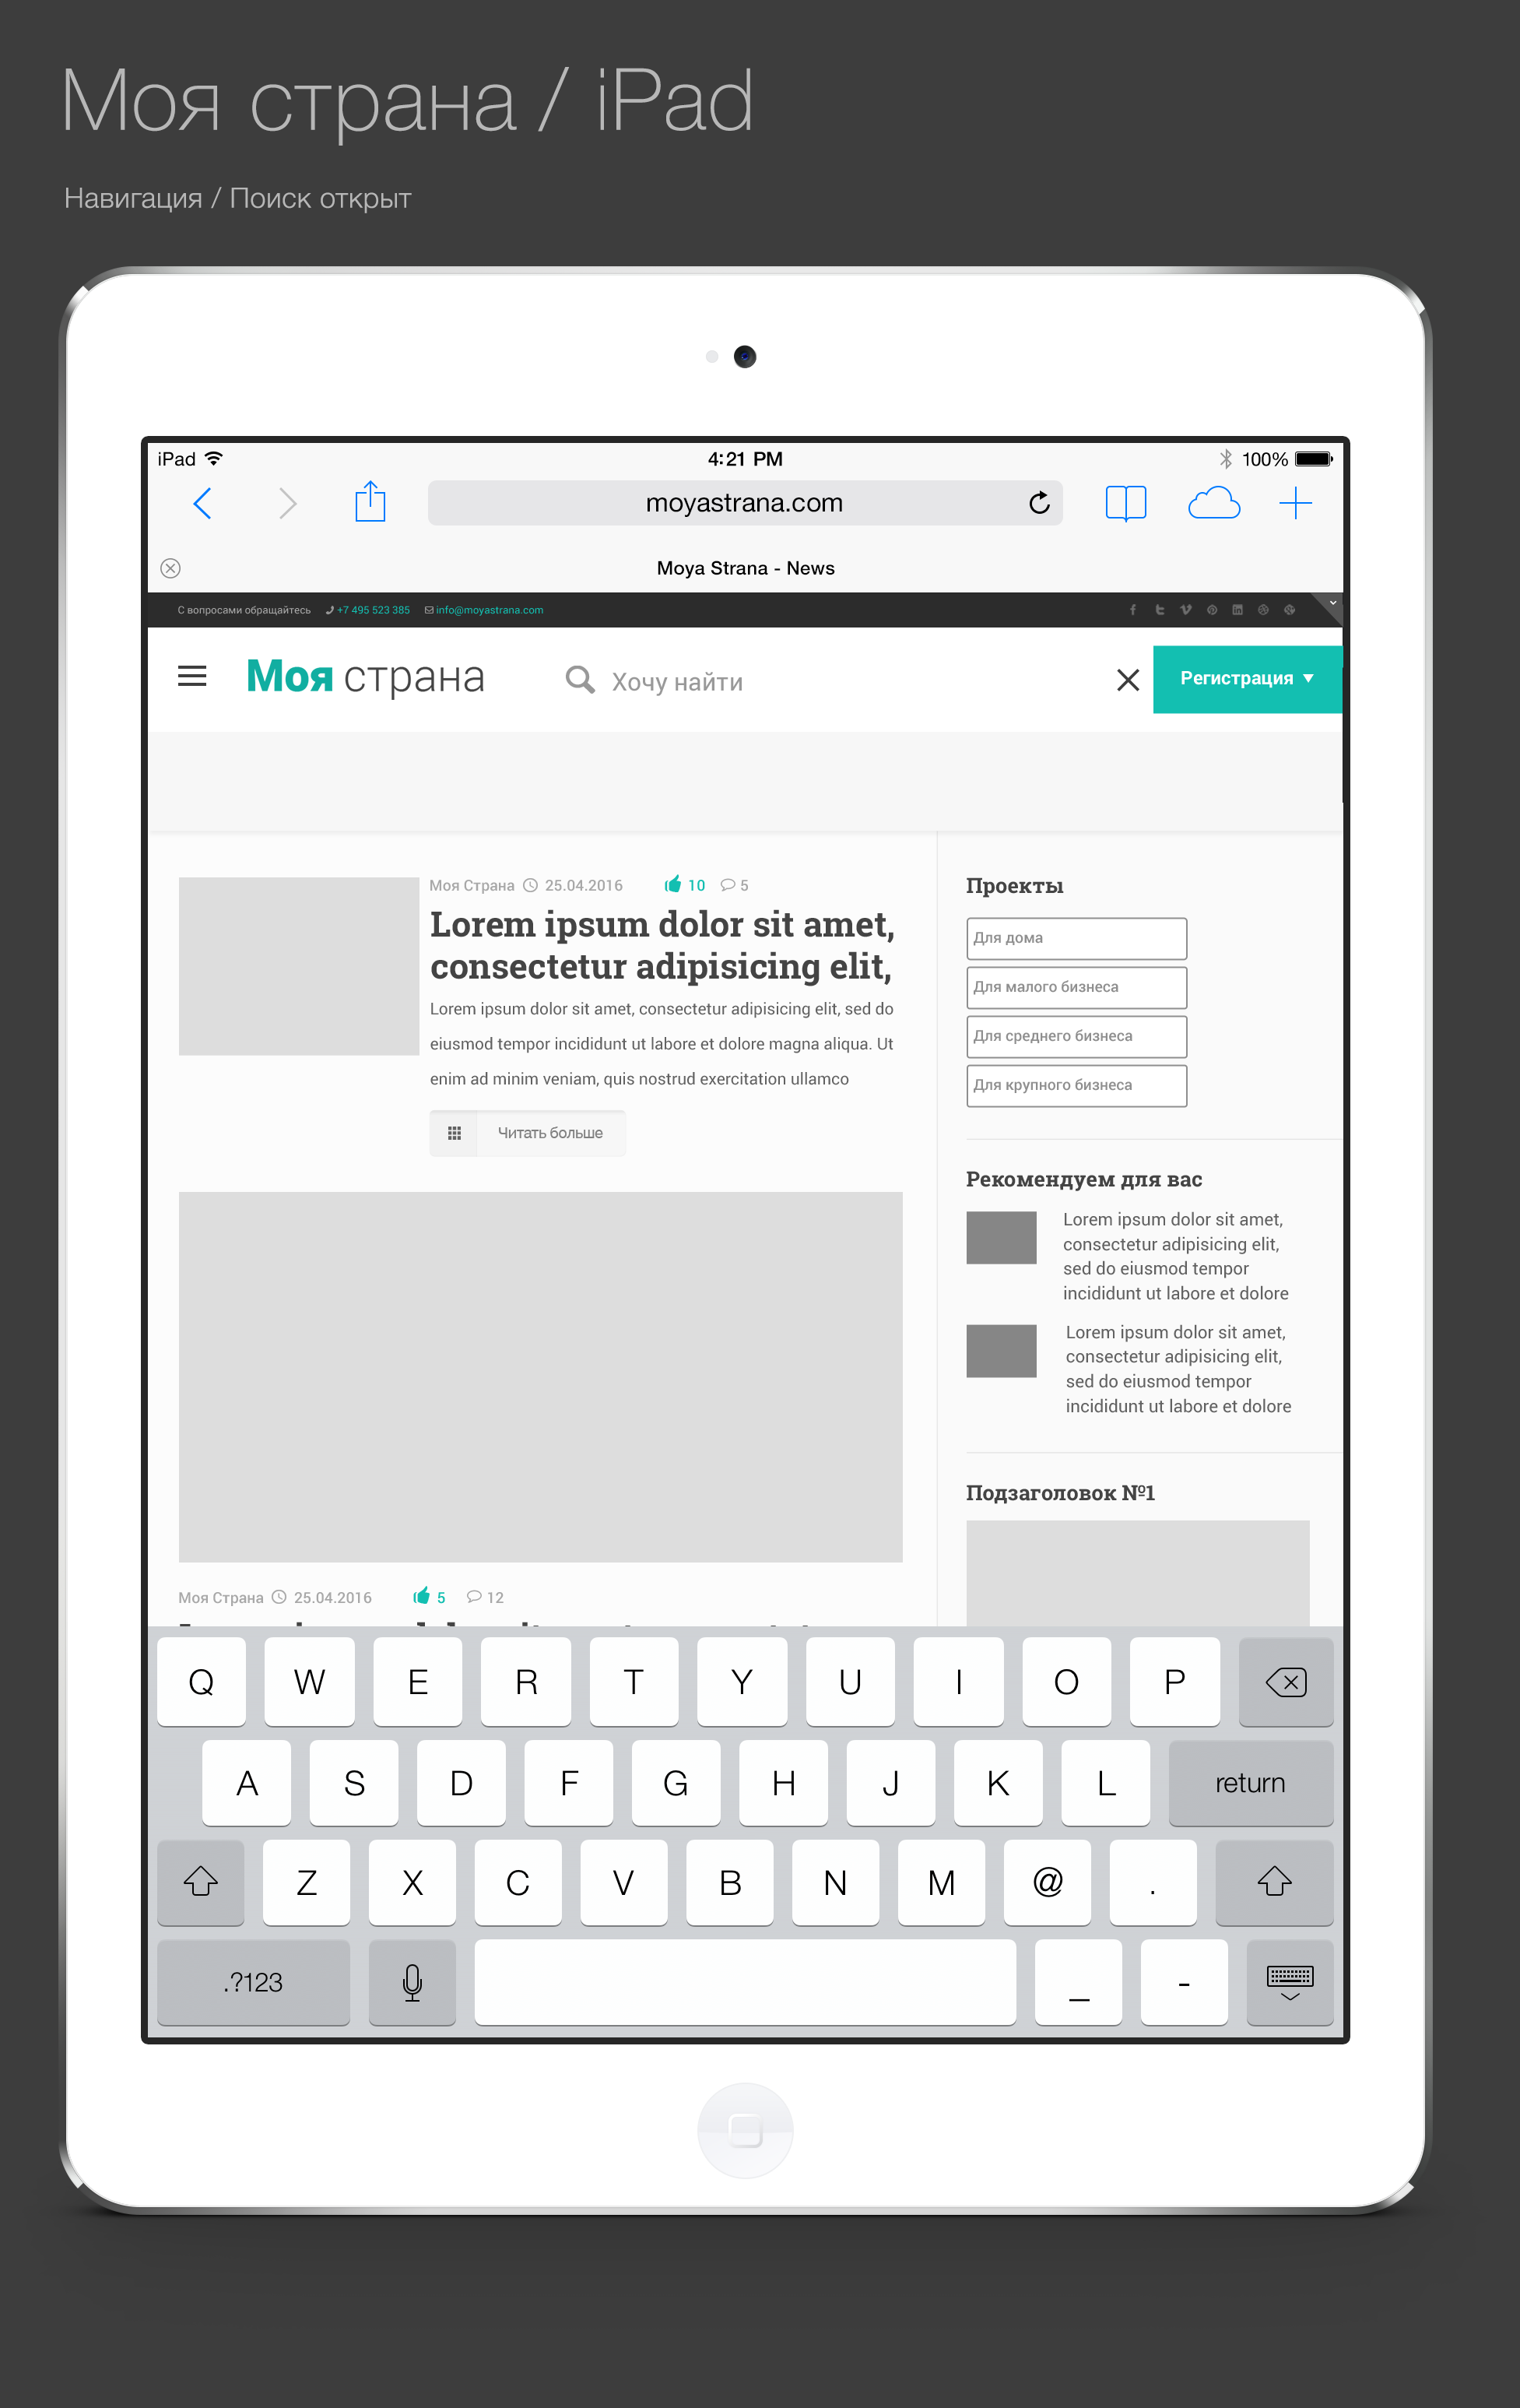 Моя страна / iPad
Навигация / Поиск открыт
iPad
4:21 PM
100%
moyastrana.com
Moya Strana - News
С вопросами обращайтесь +7 495 523 385 info@moyastrana.com
Моя страна
Хочу найти
Регистрация
Моя Страна 25.04.2016 10 5
Lorem ipsum dolor sit amet,
consectetur adipisicing elit,
Lorem ipsum dolor sit amet, consectetur adipisicing elit, sed do
eiusmod tempor incididunt ut labore et dolore magna aliqua. Ut
enim ad minim veniam, quis nostrud exercitation ullamco
Читать больше
Моя Страна 25.04.2016 5 12
Проекты
Для дома
Для малого бизнеса
Для среднего бизнеса
Для крупного бизнеса
Рекомендуем для вас
Lorem ipsum dolor sit amet,
consectetur adipisicing elit,
sed do eiusmod tempor
incididunt ut labore et dolore
Lorem ipsum dolor sit amet,
consectetur adipisicing elit,
sed do eiusmod tempor
incididunt ut labore et dolore
Подзаголовок №1
Q W E R T Y U I O P
A S D F G H J K L return
Z X C V B N M @ .
.?123 _ -